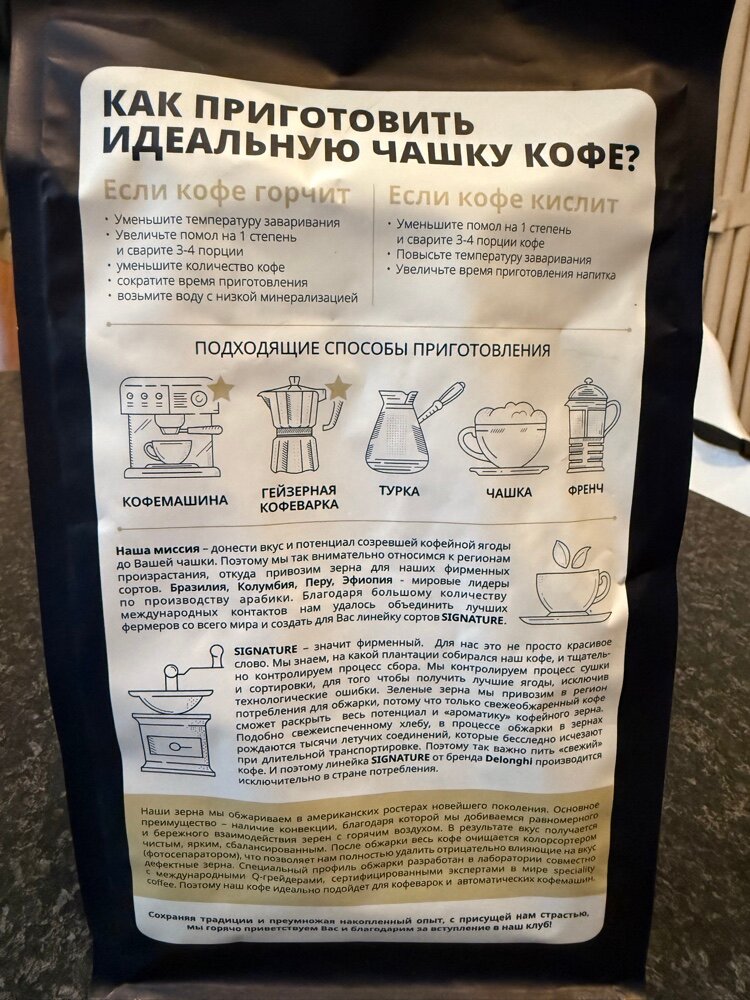 КАК ПРИГОТОВИТЬ
ИДЕАЛЬНУЮ ЧАШКУ КОФЕ?
Если кофе горчит
• Уменьшите температуру заваривания
• Увеличьте помол на 1 степень
и сварите 3-4 порции
• уменьшите количество кофе
• сократите время приготовления
• возьмите воду с низкой минерализацией
Если кофе кислит
• Уменьшите помол на 1 степень
и сварите 3-4 порции кофе
• Повысьте температуру заваривания
• Увеличьте время приготовления напитка
ПОДХОДЯЩИЕ СПОСОБЫ ПРИГОТОВЛЕНИЯ
КОФЕМАШИНА
ГЕЙЗЕРНАЯ
КОФЕВАРКА
ТУРКА
ЧАШКА
ФРЕНЧ
Наша миссия – донести вкус и потенциал созревшей кофейной ягоды
до Вашей чашки. Поэтому мы так внимательно относимся к регионам
произрастания, откуда привозим зерна для наших фирменных
сортов. Бразилия, Колумбия, Перу, Эфиопия - мировые лидеры
по производству арабики. Благодаря большому количеству
международных контактов нам удалось объединить лучших
фермеров со всего мира и создать для Вас линейку сортов SIGNATURE.
SIGNATURE – значит фирменный. Для нас это не просто красивое
слово. Мы знаем, на какой плантации собирался наш кофе, и тщатель-
но контролируем процесс сбора. Мы контролируем процесс сушки
и сортировки, для того чтобы получить лучшие ягоды, исключив
технологические ошибки. Зеленые зерна мы привозим в регион
потребления для обжарки, потому что только свежеобжаренный кофе
сможет раскрыть весь потенциал и «ароматику» кофейного зерна.
Подобно свежеиспеченному хлебу, в процессе обжарки в зернах
рождаются тысячи летучих соединений, которые бесследно исчезают
при длительной транспортировке. Поэтому так важно пить «свежий»
кофе. И поэтому линейка SIGNATURE от бренда Delonghi производится
исключительно в стране потребления.
Наши зерна мы обжариваем в американских ростерах новейшего поколения. Основное
преимущество – наличие конвекции, благодаря которой мы добиваемся равномерного
и бережного взаимодействия зерен с горячим воздухом. В результате вкус получается
чистым, ярким, сбалансированным. После обжарки весь кофе очищается колорсортером
(фотосепаратором), что позволяет нам полностью удалить отрицательно влияющие на вкус
дефектные зерна. Специальный профиль обжарки разработан в лаборатории совместно
с международными Q-грейдерами, сертифицированными экспертами в мире speciality
coffee. Поэтому наш кофе идеально подойдет для кофеварок и автоматических кофемашин.
Сохраняя традиции и преумножая накопленный опыт, с присущей нам страстью,
мы горячо приветствуем Вас и благодарим за вступление в наш клуб!